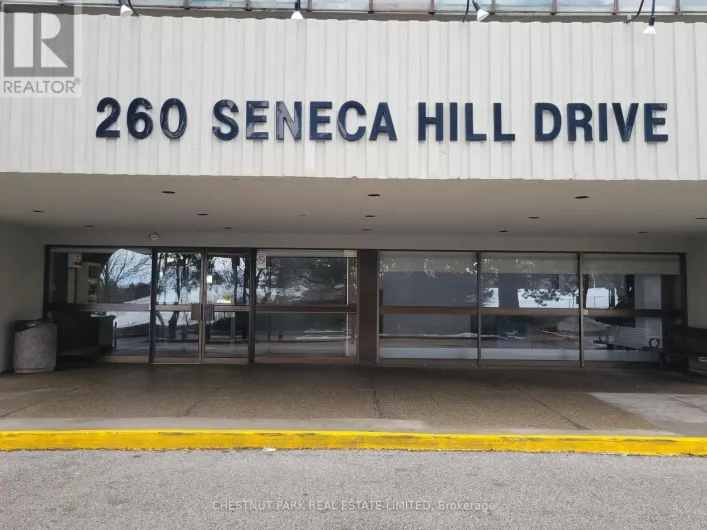 R
REALTOR®
260 SENECA HILL DRIVE
CHESTNUT PARK REAL ESTATE LIMITED, Brokerage